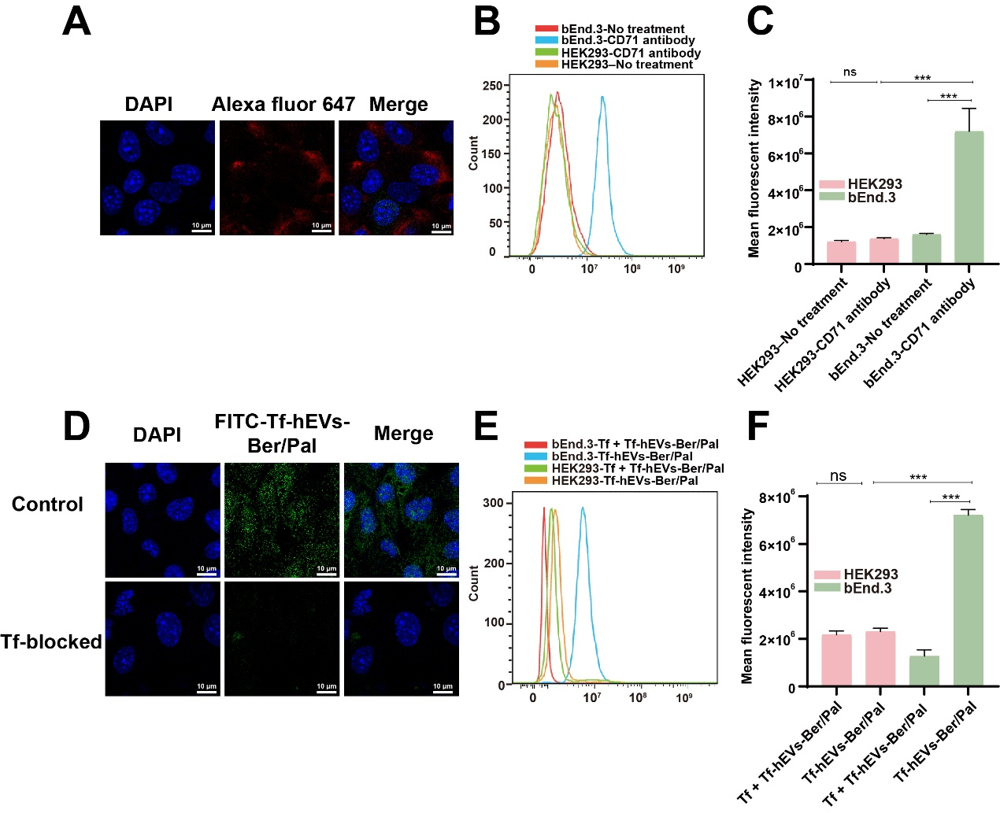 A
DAPI
Alexa fluor 647
Merge
10 μm
10 μm
10 μm
B
bEnd.3-No treatment
bEnd.3-CD71 antibody
HEK293-CD71 antibody
HEK293–No treatment
Count
250
200
150
100
50
0
0
10⁷
10⁸
10⁹
C
Mean fluorescent intensity
1×10⁷
8×10⁶
6×10⁶
4×10⁶
2×10⁶
0
ns
***
***
HEK293
bEnd.3
HEK293–No treatment
HEK293-CD71 antibody
bEnd.3-No treatment
bEnd.3-CD71 antibody
D
DAPI
FITC-Tf-hEVs-
Ber/Pal
Merge
Control
10 μm
10 μm
10 μm
Tf-blocked
10 μm
10 μm
10 μm
E
bEnd.3-Tf + Tf-hEVs-Ber/Pal
bEnd.3-Tf-hEVs-Ber/Pal
HEK293-Tf + Tf-hEVs-Ber/Pal
HEK293-Tf-hEVs-Ber/Pal
Count
300
200
100
0
0
10⁷
10⁸
10⁹
F
Mean fluorescent intensity
8×10⁶
6×10⁶
4×10⁶
2×10⁶
0
ns
***
***
HEK293
bEnd.3
Tf + Tf-hEVs-Ber/Pal
Tf-hEVs-Ber/Pal
Tf + Tf-hEVs-Ber/Pal
Tf-hEVs-Ber/Pal